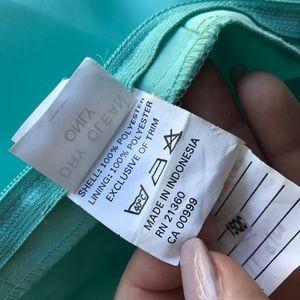 DRY CLEAN
ONLY
SHELL: 100% POLYESTER
LINING: 100% POLYESTER
EXCLUSIVE OF TRIM
MADE IN INDONESIA
RN 21360
CA 00999